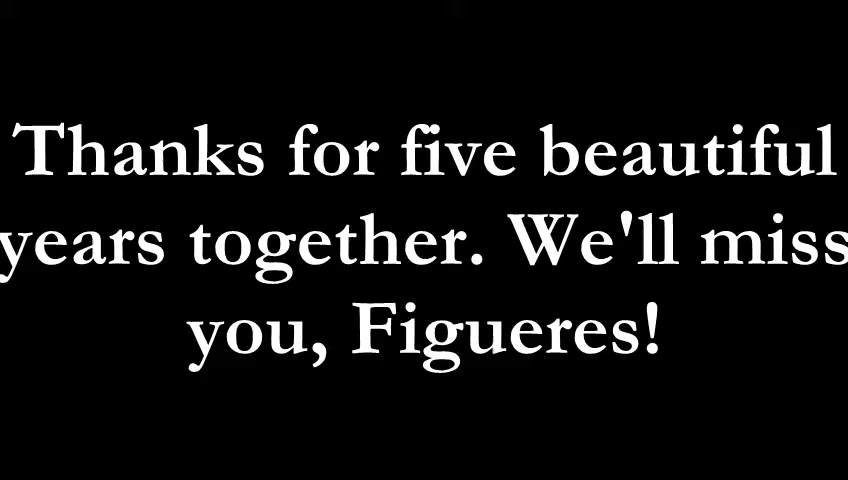 Thanks for five beautiful
years together. We'll miss
you, Figueres!